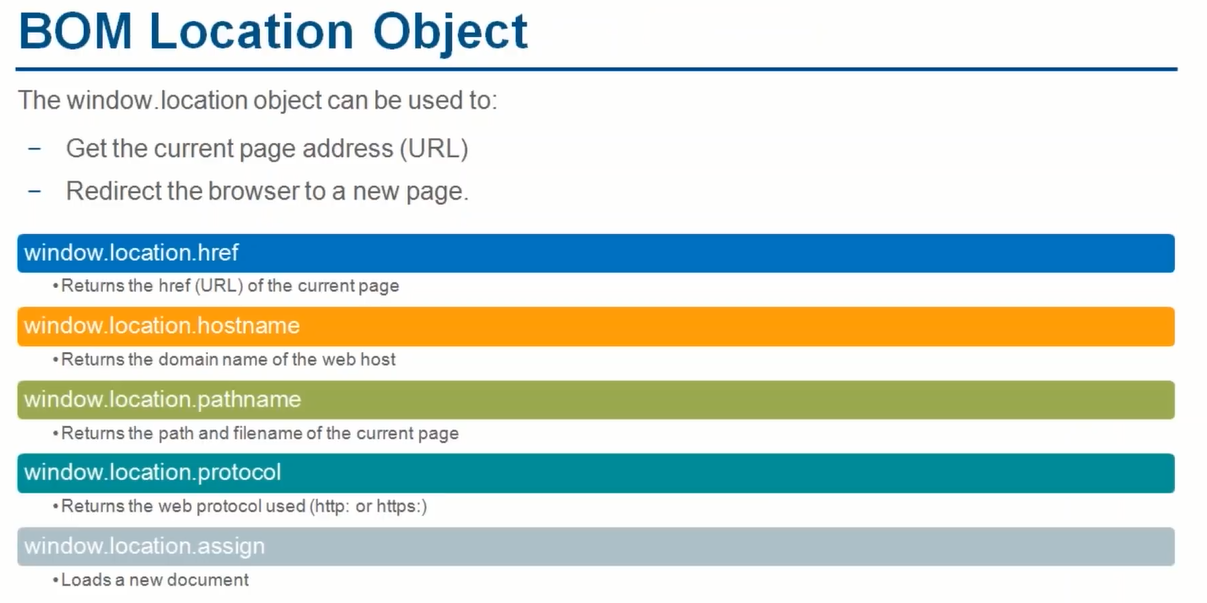 BOM Location Object
The window.location object can be used to:
– Get the current page address (URL)
– Redirect the browser to a new page.
window.location.href
•Returns the href (URL) of the current page
window.location.hostname
•Returns the domain name of the web host
window.location.pathname
•Returns the path and filename of the current page
window.location.protocol
•Returns the web protocol used (http: or https:)
window.location.assign
•Loads a new document